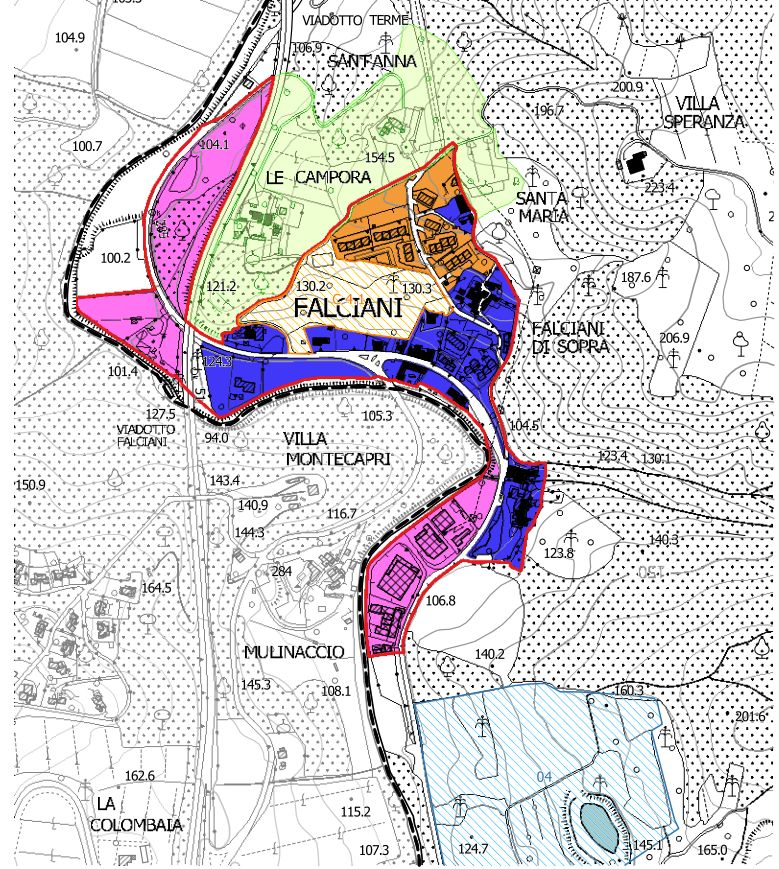 103.3
VIADOTTO TERME
104.9
106.9
SANT'ANNA
200.9
VILLA
SPERANZA
196.7
100.7
104.1
154.5
LE CAMPORA
223.4
SANTA
MARIA
100.2
187.6
121.2
130.2
130.3
FALCIANI
FALCIANI
DI SOPRA
206.9
124.3
101.4
127.5
VIADOTTO
FALCIANI
94.0
105.3
104.5
VILLA
MONTECAPRI
123.4
130.1
150.9
143.4
140.9
116.7
144.3
140.3
123.8
284
120
164.5
106.8
MULINACCIO
140.2
145.3
108.1
160.3
201.6
04
162.6
LA
COLOMBAIA
115.2
107.3
124.7
145.1
165.0